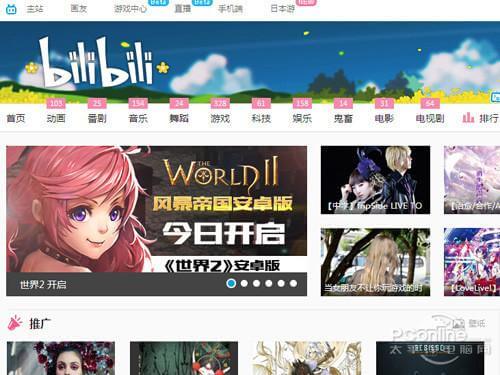 主站 画友 游戏中心 Beta 直播 Beta 手机端 日本游 NEW
bilibili
103 25 154 24 328 61 158 14 31 64
首页 动画 番剧 音乐 舞蹈 游戏 科技 娱乐 鬼畜 电影 电视剧 排行
THE
WORLD II
风暴帝国安卓版
今日开启
《世界2》安卓版
世界2 开启
【中字】fripSide LIVE TO
【治愈/合作/A
当女朋友不让你玩游戏的时
【LoveLive!】
推广
壁纸
PConline
太平洋电脑网